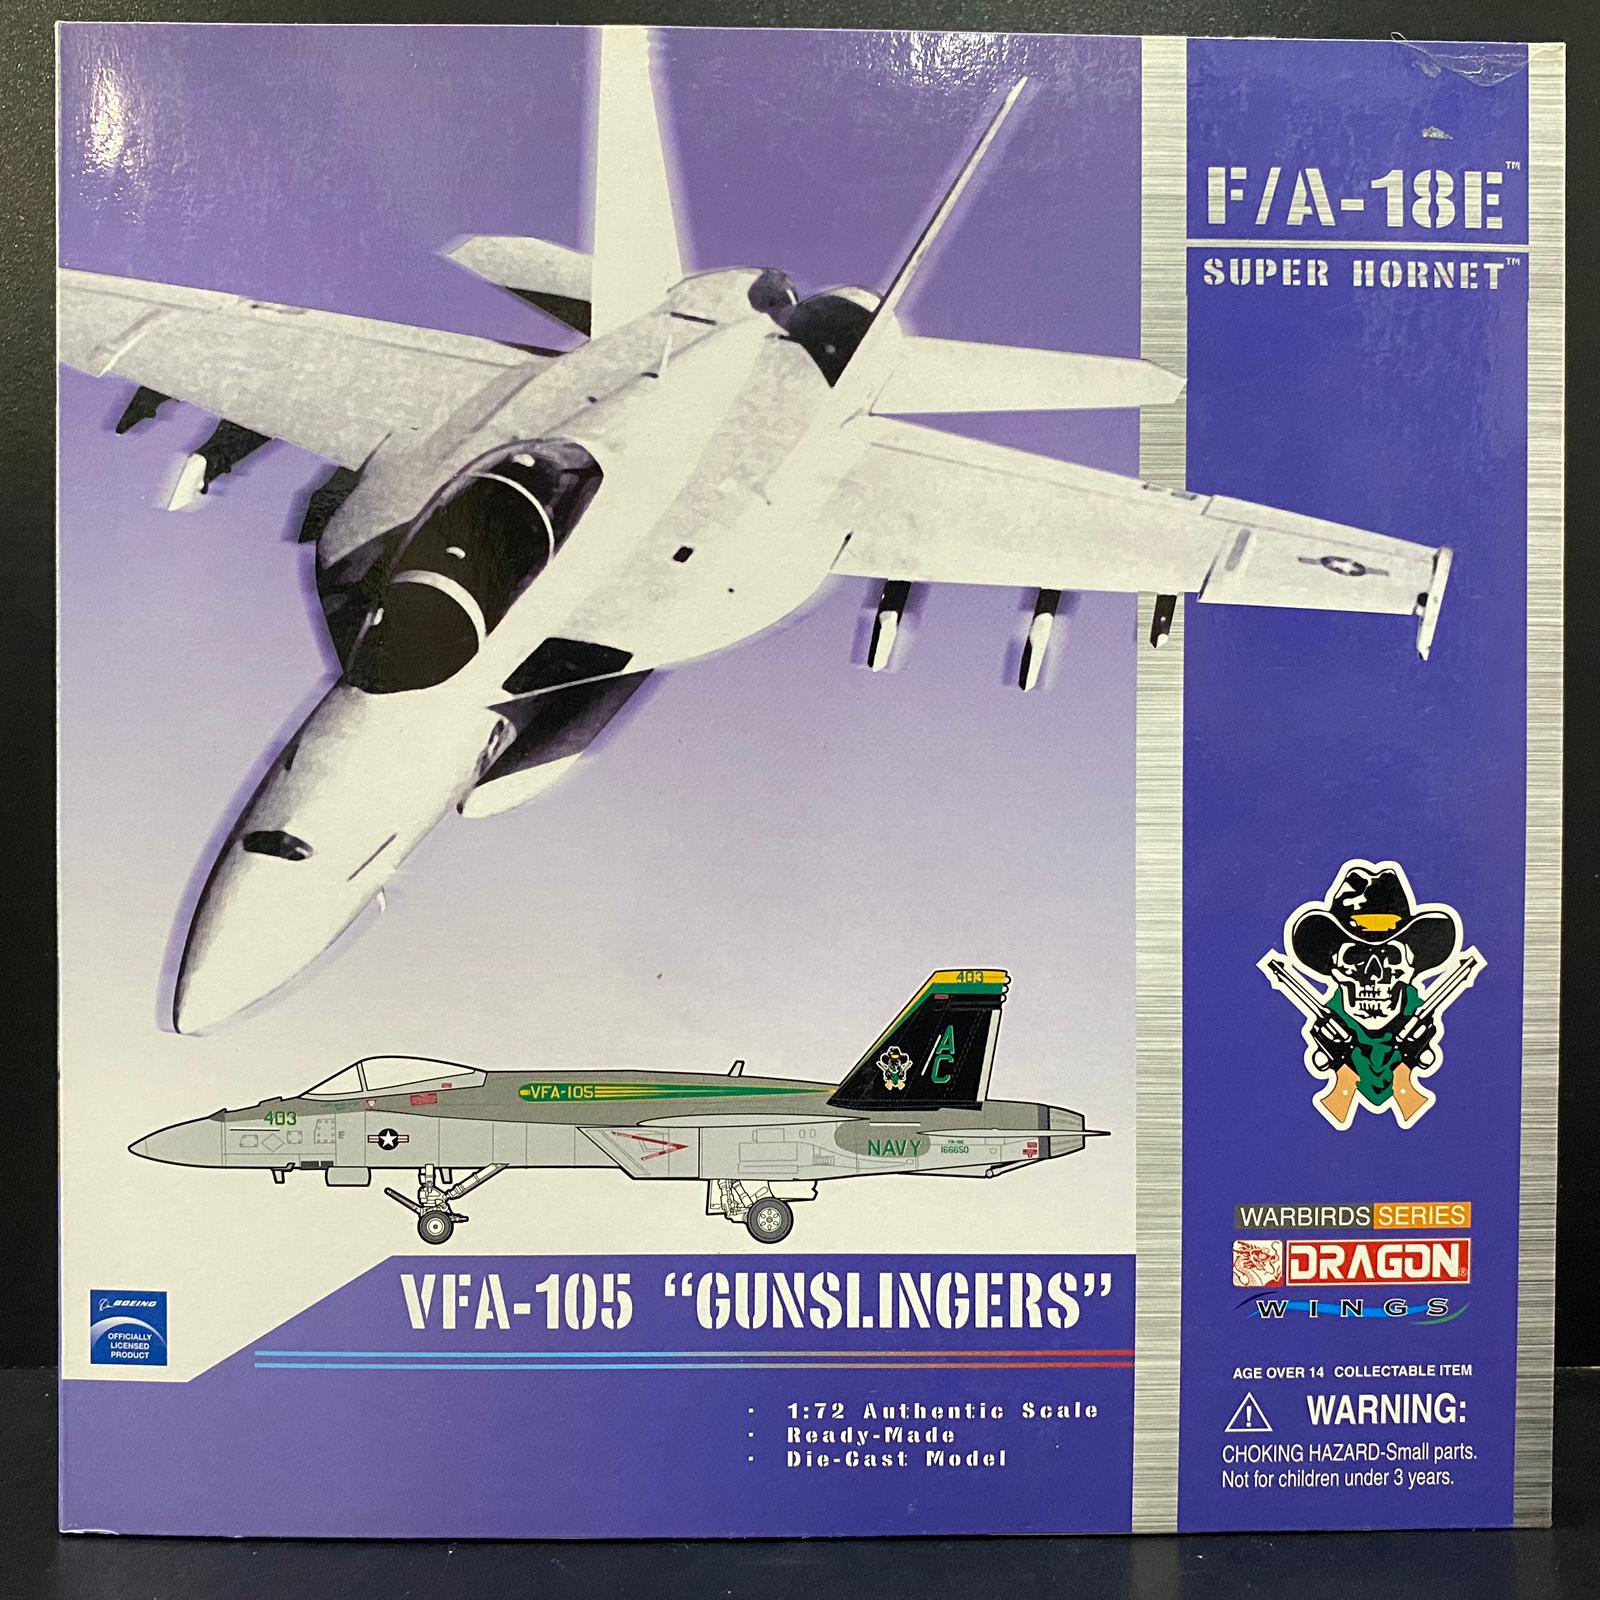 F/A-18E™
SUPER HORNET™
403
AC
VFA-105
403
NAVY
166650
VFA-105 “GUNSLINGERS”
BOEING
OFFICIALLY
LICENSED
PRODUCT
· 1:72 Authentic Scale
· Ready-Made
· Die-Cast Model
WARBIRDS SERIES
DRAGON®
WINGS
AGE OVER 14 COLLECTABLE ITEM
WARNING:
CHOKING HAZARD-Small parts.
Not for children under 3 years.